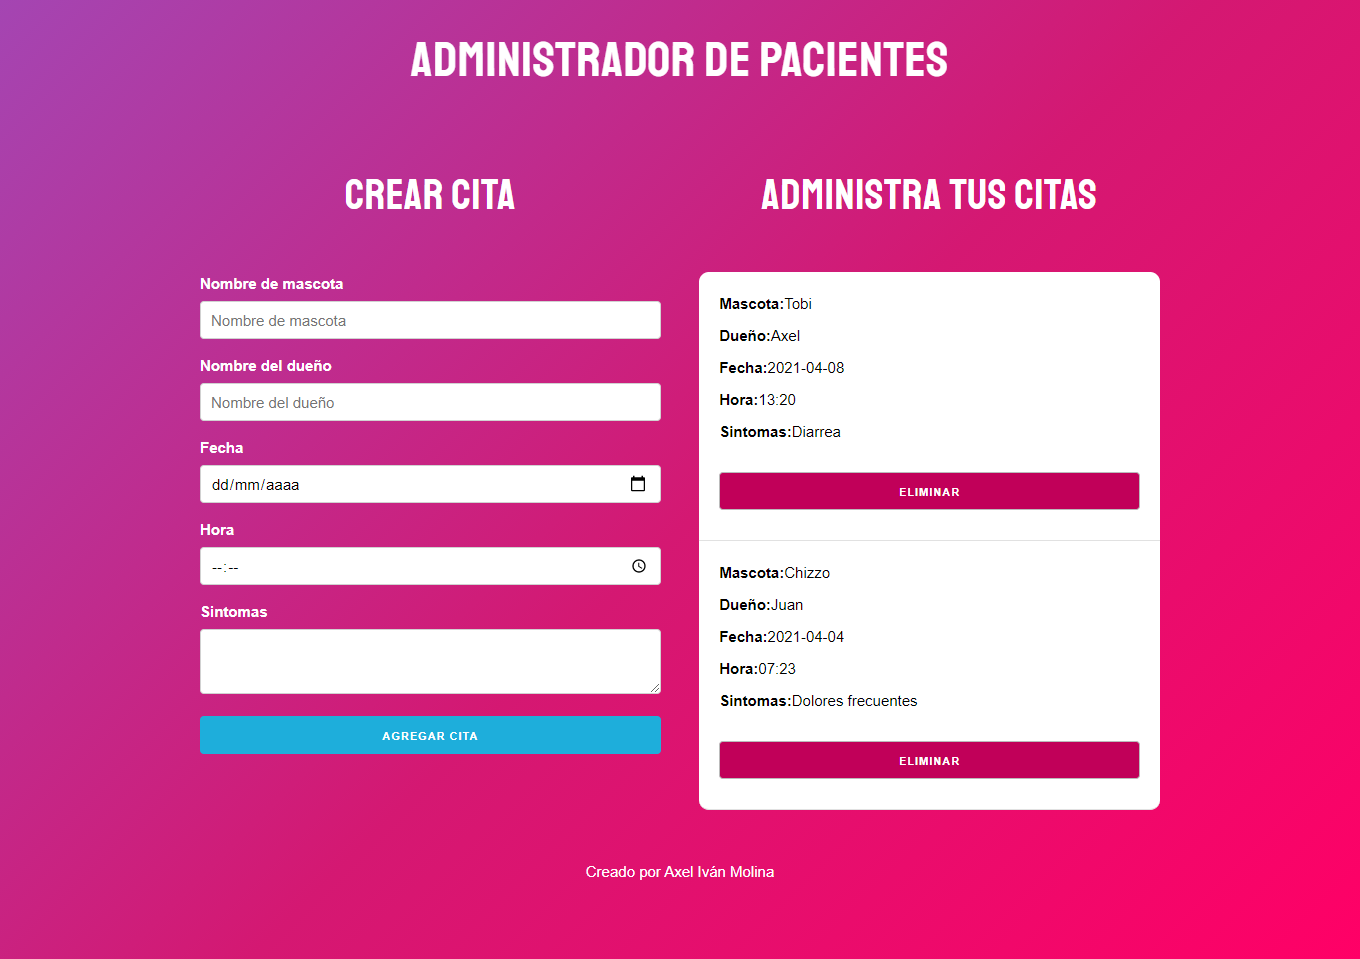 ADMINISTRADOR DE PACIENTES
CREAR CITA
Nombre de mascota
Nombre de mascota
Nombre del dueño
Nombre del dueño
Fecha
dd/mm/aaaa
Hora
--:--
Sintomas
AGREGAR CITA
ADMINISTRA TUS CITAS
Mascota:Tobi
Dueño:Axel
Fecha:2021-04-08
Hora:13:20
Sintomas:Diarrea
ELIMINAR
Mascota:Chizzo
Dueño:Juan
Fecha:2021-04-04
Hora:07:23
Sintomas:Dolores frecuentes
ELIMINAR
Creado por Axel Iván Molina